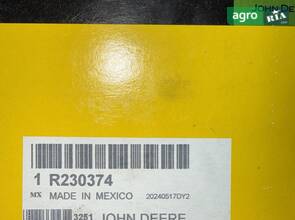 agro RIA
JOHN DEERE
1 R230374
MX MADE IN MEXICO 20240517DY2
3251 JOHN DEERE